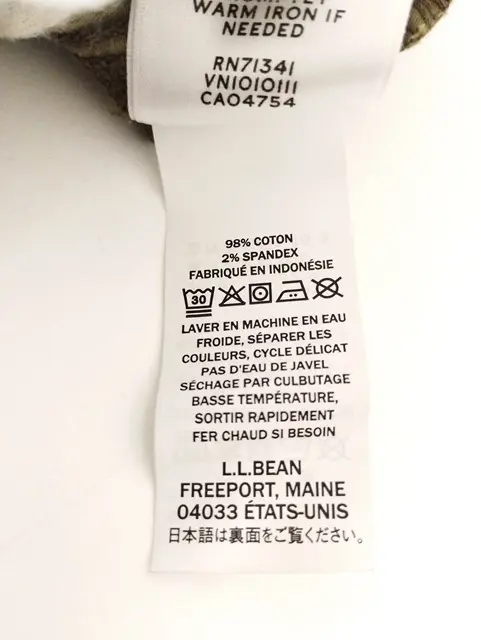 WARM IRON IF
NEEDED
RN71341
VN1010111
CA04754
98% COTON
2% SPANDEX
FABRIQUÉ EN INDONÉSIE
30
LAVER EN MACHINE EN EAU
FROIDE, SÉPARER LES
COULEURS, CYCLE DÉLICAT
PAS D'EAU DE JAVEL
SÉCHAGE PAR CULBUTAGE
BASSE TEMPÉRATURE,
SORTIR RAPIDEMENT
FER CHAUD SI BESOIN
L.L.BEAN
FREEPORT, MAINE
04033 ÉTATS-UNIS
日本語は裏面をご覧ください。